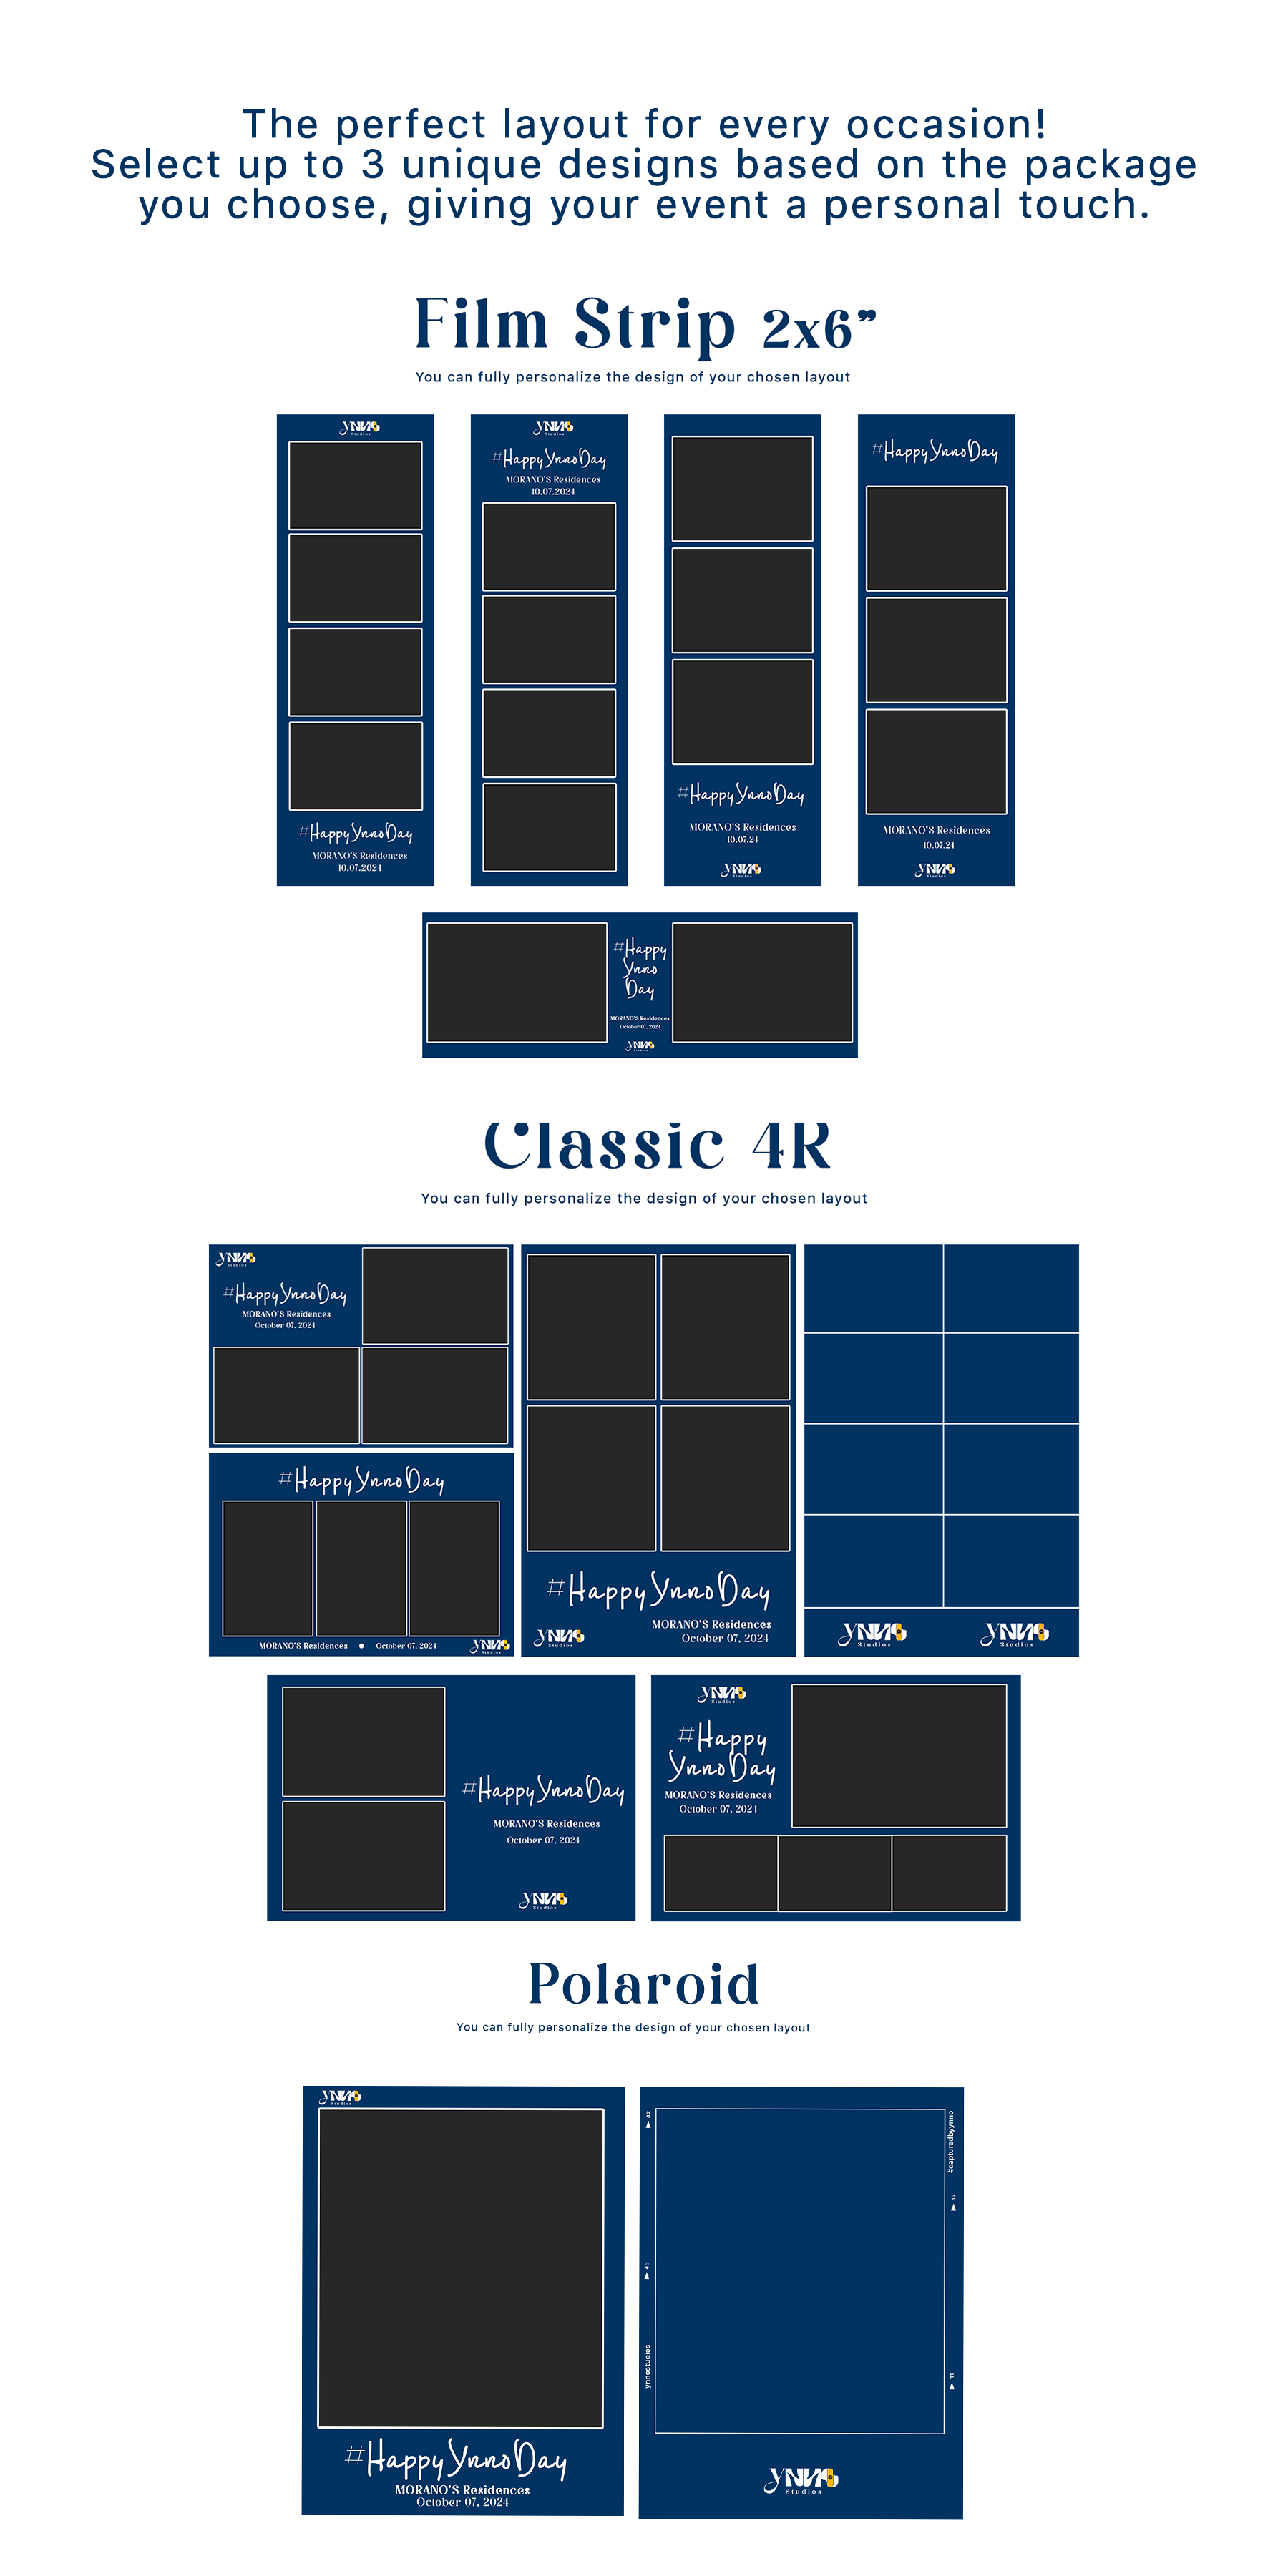 The perfect layout for every occasion!
Select up to 3 unique designs based on the package
you choose, giving your event a personal touch.
Film Strip 2x6”
You can fully personalize the design of your chosen layout
YNNO
Studios
#HappyYnnoDay
MORANO'S Residences
10.07.2024
YNNO
Studios
#HappyYnnoDay
MORANO'S Residences
10.07.2024
#HappyYnnoDay
MORANO'S Residences
10.07.24
YNNO
Studios
#HappyYnnoDay
MORANO'S Residences
10.07.24
YNNO
Studios
#Happy
Ynno
Day
MORANO'S Residences
October 07, 2024
YNNO
Studios
Classic 4R
You can fully personalize the design of your chosen layout
YNNO
Studios
#HappyYnnoDay
MORANO'S Residences
October 07, 2024
#HappyYnnoDay
MORANO'S Residences • October 07, 2024
YNNO
Studios
#HappyYnnoDay
MORANO'S Residences
October 07, 2024
YNNO
Studios
YNNO
Studios
YNNO
Studios
#HappyYnnoDay
MORANO'S Residences
October 07, 2024
YNNO
Studios
YNNO
Studios
#Happy
YnnoDay
MORANO'S Residences
October 07, 2024
Polaroid
You can fully personalize the design of your chosen layout
YNNO
Studios
#HappyYnnoDay
MORANO'S Residences
October 07, 2024
▶ 42
▶ 43
ynnostudios
#capturedbyynno
▶ 12
▶ 11
YNNO
Studios